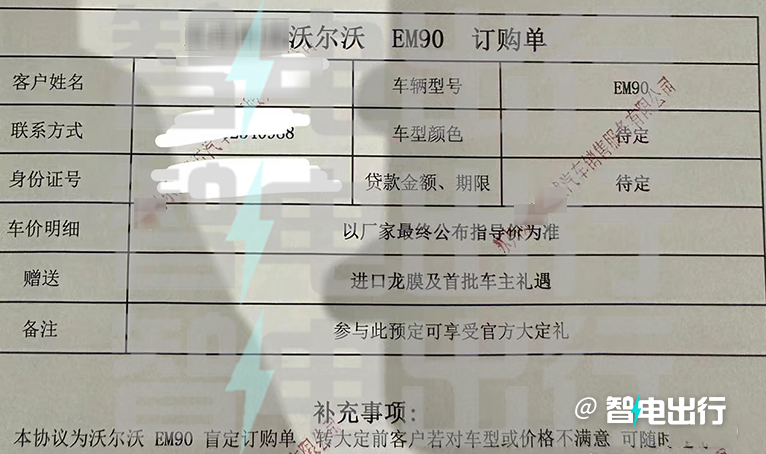 沃尔沃 EM90 订购单
客户姓名 车辆型号 EM90
联系方式 车型颜色 待定
身份证号 贷款金额、期限 待定
车价明细 以厂家最终公布指导价为准
赠送 进口龙膜及首批车主礼遇
备注 参与此预定可享受官方大定礼
补充事项:
本协议为沃尔沃 EM90 盲定订购单 转大定前客户若对车型或价格不满意 可随时
@智电出行